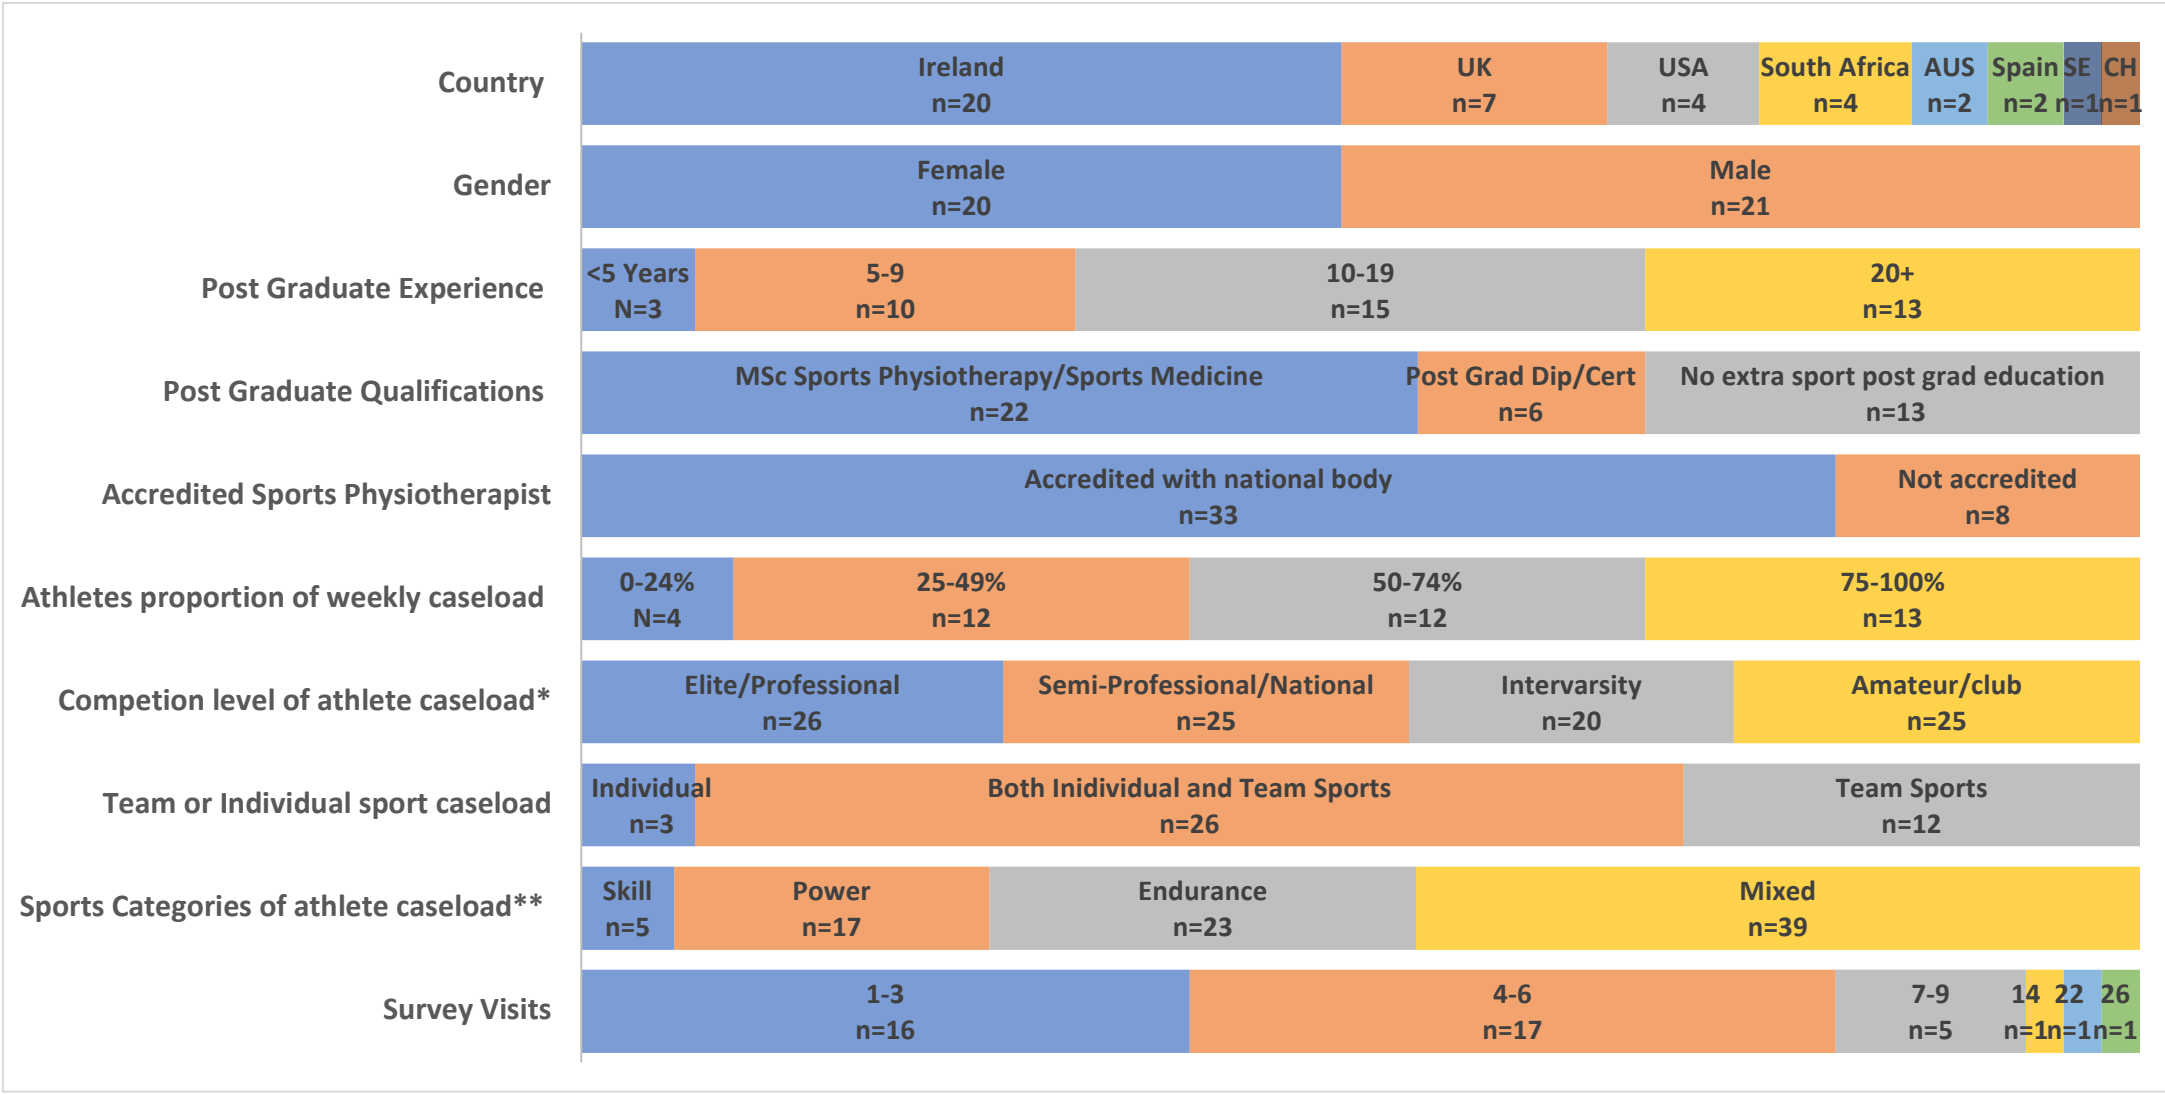 Country
Ireland
n=20
UK
n=7
USA
n=4
South Africa
n=4
AUS
n=2
Spain
n=2
SE
n=1
CH
n=1
Gender
Female
n=20
Male
n=21
Post Graduate Experience
<5 Years
N=3
5-9
n=10
10-19
n=15
20+
n=13
Post Graduate Qualifications
MSc Sports Physiotherapy/Sports Medicine
n=22
Post Grad Dip/Cert
n=6
No extra sport post grad education
n=13
Accredited Sports Physiotherapist
Accredited with national body
n=33
Not accredited
n=8
Athletes proportion of weekly caseload
0-24%
N=4
25-49%
n=12
50-74%
n=12
75-100%
n=13
Competion level of athlete caseload*
Elite/Professional
n=26
Semi-Professional/National
n=25
Intervarsity
n=20
Amateur/club
n=25
Team or Individual sport caseload
Individual
n=3
Both Inidividual and Team Sports
n=26
Team Sports
n=12
Sports Categories of athlete caseload**
Skill
n=5
Power
n=17
Endurance
n=23
Mixed
n=39
Survey Visits
1-3
n=16
4-6
n=17
7-9
n=5
14
n=1
22
n=1
26
n=1